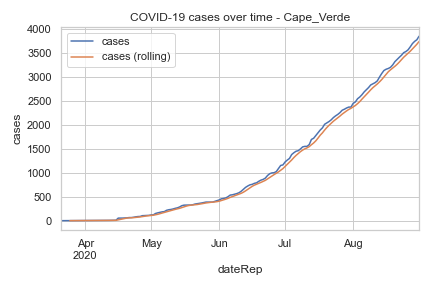 COVID-19 cases over time - Cape_Verde
cases
cases (rolling)
4000
3500
3000
2500
2000
1500
1000
500
0
cases
Apr
2020
May
Jun
Jul
Aug
dateRep